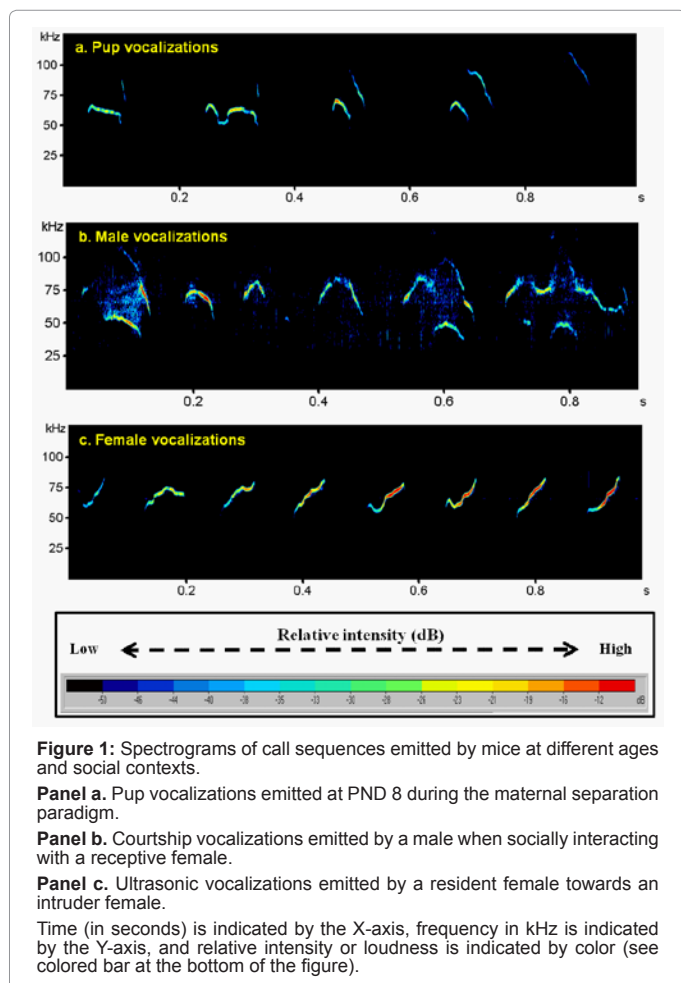 kHz
a. Pup vocalizations
100
75
50
25
0.2 0.4 0.6 0.8 s
kHz
b. Male vocalizations
100
75
50
25
0.2 0.4 0.6 0.8 s
kHz
c. Female vocalizations
100
75
50
25
0.2 0.4 0.6 0.8 s
Relative intensity (dB)
Low High
dB
Figure 1: Spectrograms of call sequences emitted by mice at different ages
and social contexts.
Panel a. Pup vocalizations emitted at PND 8 during the maternal separation
paradigm.
Panel b. Courtship vocalizations emitted by a male when socially interacting
with a receptive female.
Panel c. Ultrasonic vocalizations emitted by a resident female towards an
intruder female.
Time (in seconds) is indicated by the X-axis, frequency in kHz is indicated
by the Y-axis, and relative intensity or loudness is indicated by color (see
colored bar at the bottom of the figure).